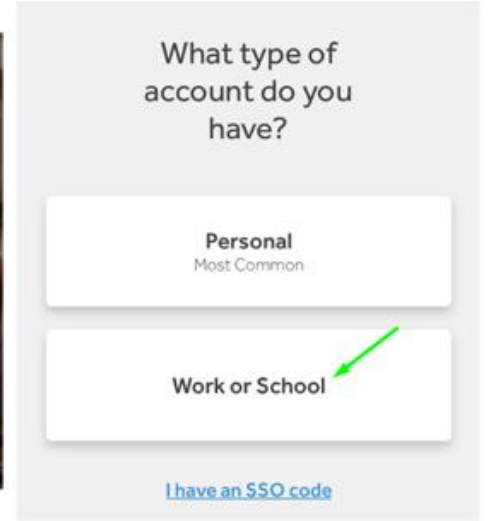 What type of
account do you
have?
Personal
Most Common
Work or School
I have an SSO code